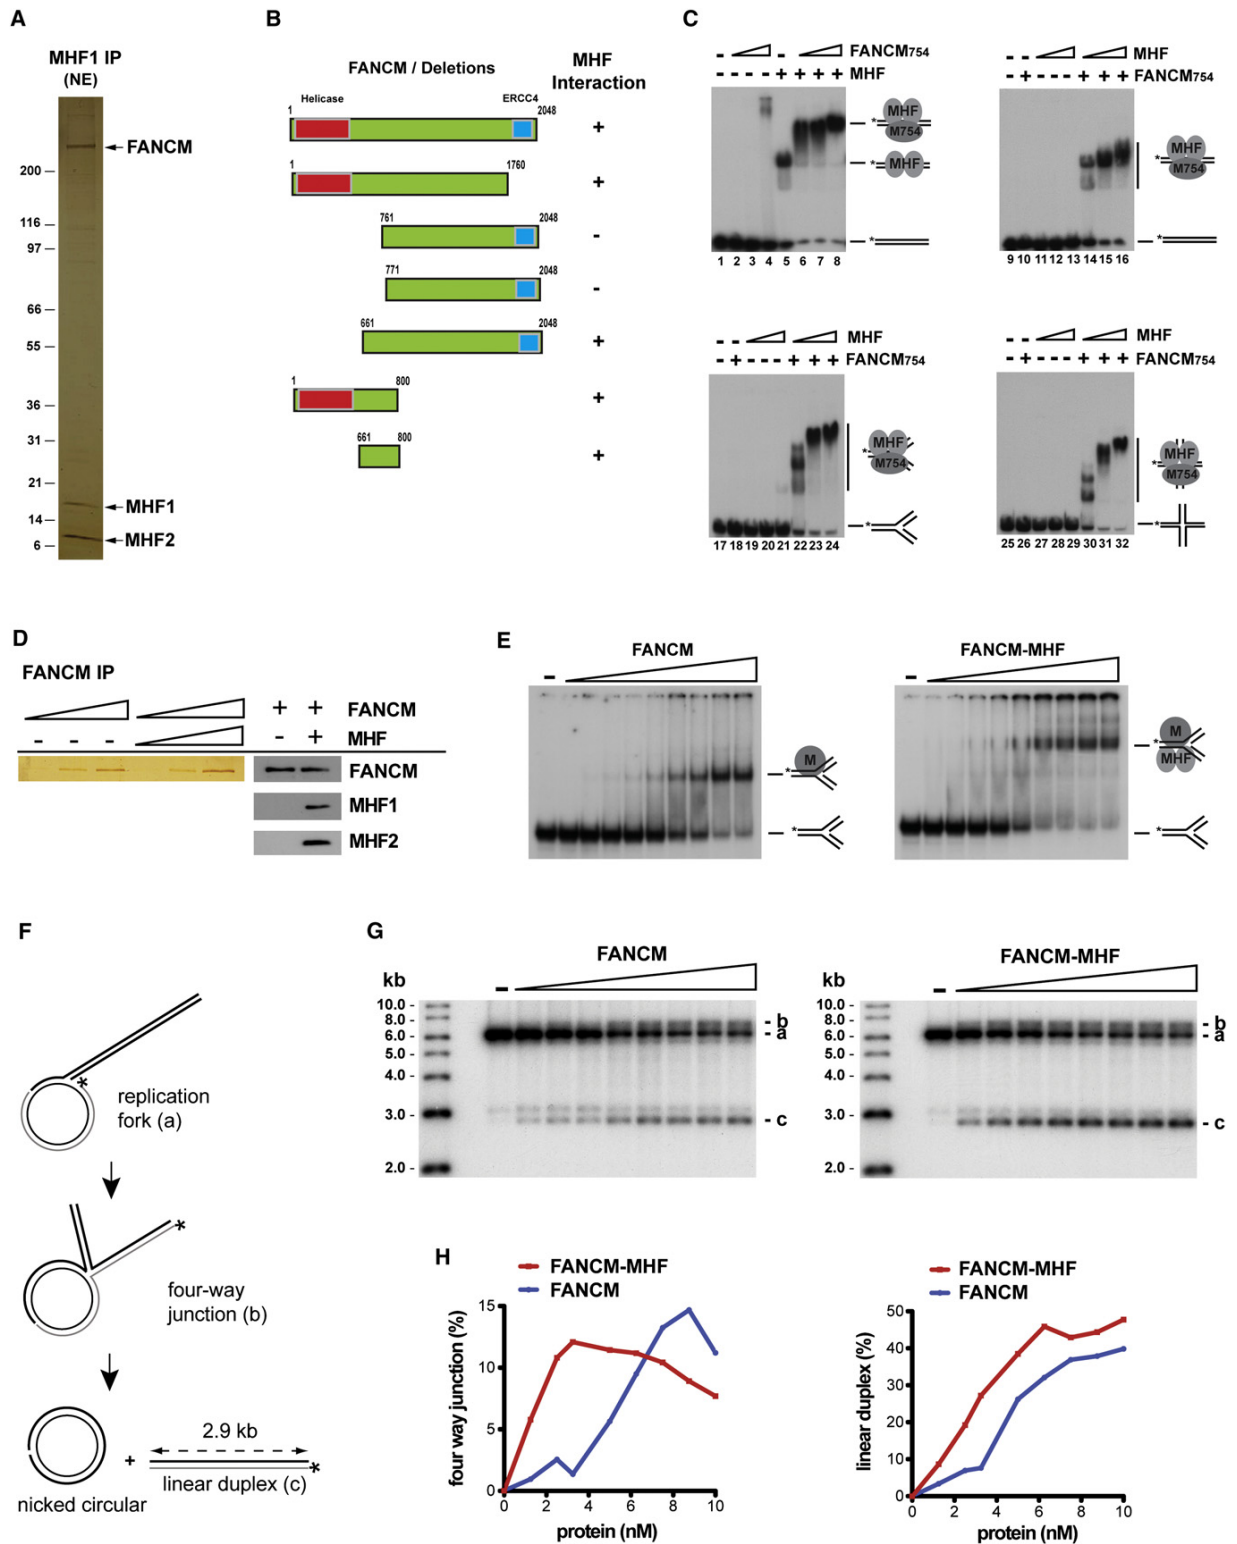 A
MHF1 IP
(NE)
FANCM
200
116
97
66
55
36
31
21
14
6
MHF1
MHF2
B
FANCM / Deletions
MHF
Interaction
Helicase
ERCC4
1 2048
+
1 1760
+
761 2048
-
771 2048
-
661 2048
+
1 800
+
661 800
+
C
- - + + + + FANCM754
- - - - + + + + MHF
MHF
M754
MHF
*
1 2 3 4 5 6 7 8
- - MHF
- + - - - + + + FANCM754
MHF
M754
*
9 10 11 12 13 14 15 16
- - MHF
- + - - - + + + FANCM754
MHF
M754
*
17 18 19 20 21 22 23 24
- - MHF
- + - - - + + + FANCM754
MHF
M754
*
25 26 27 28 29 30 31 32
D
FANCM IP
+ + FANCM
- - - - + MHF
FANCM
MHF1
MHF2
E
FANCM
-
M
*
*
FANCM-MHF
-
M
MHF
*
*
F
*
replication
fork (a)
*
four-way
junction (b)
2.9 kb
+
*
linear duplex (c)
nicked circular
G
FANCM
kb
-
10.0 -
8.0 -
6.0 -
5.0 -
4.0 -
3.0 -
2.0 -
- b
- a
- c
FANCM-MHF
kb
-
10.0 -
8.0 -
6.0 -
5.0 -
4.0 -
3.0 -
2.0 -
- b
- a
- c
H
FANCM-MHF
FANCM
four way junction (%)
15
10
5
0
0 2 4 6 8 10
protein (nM)
FANCM-MHF
FANCM
linear duplex (%)
50
40
30
20
10
0
0 2 4 6 8 10
protein (nM)